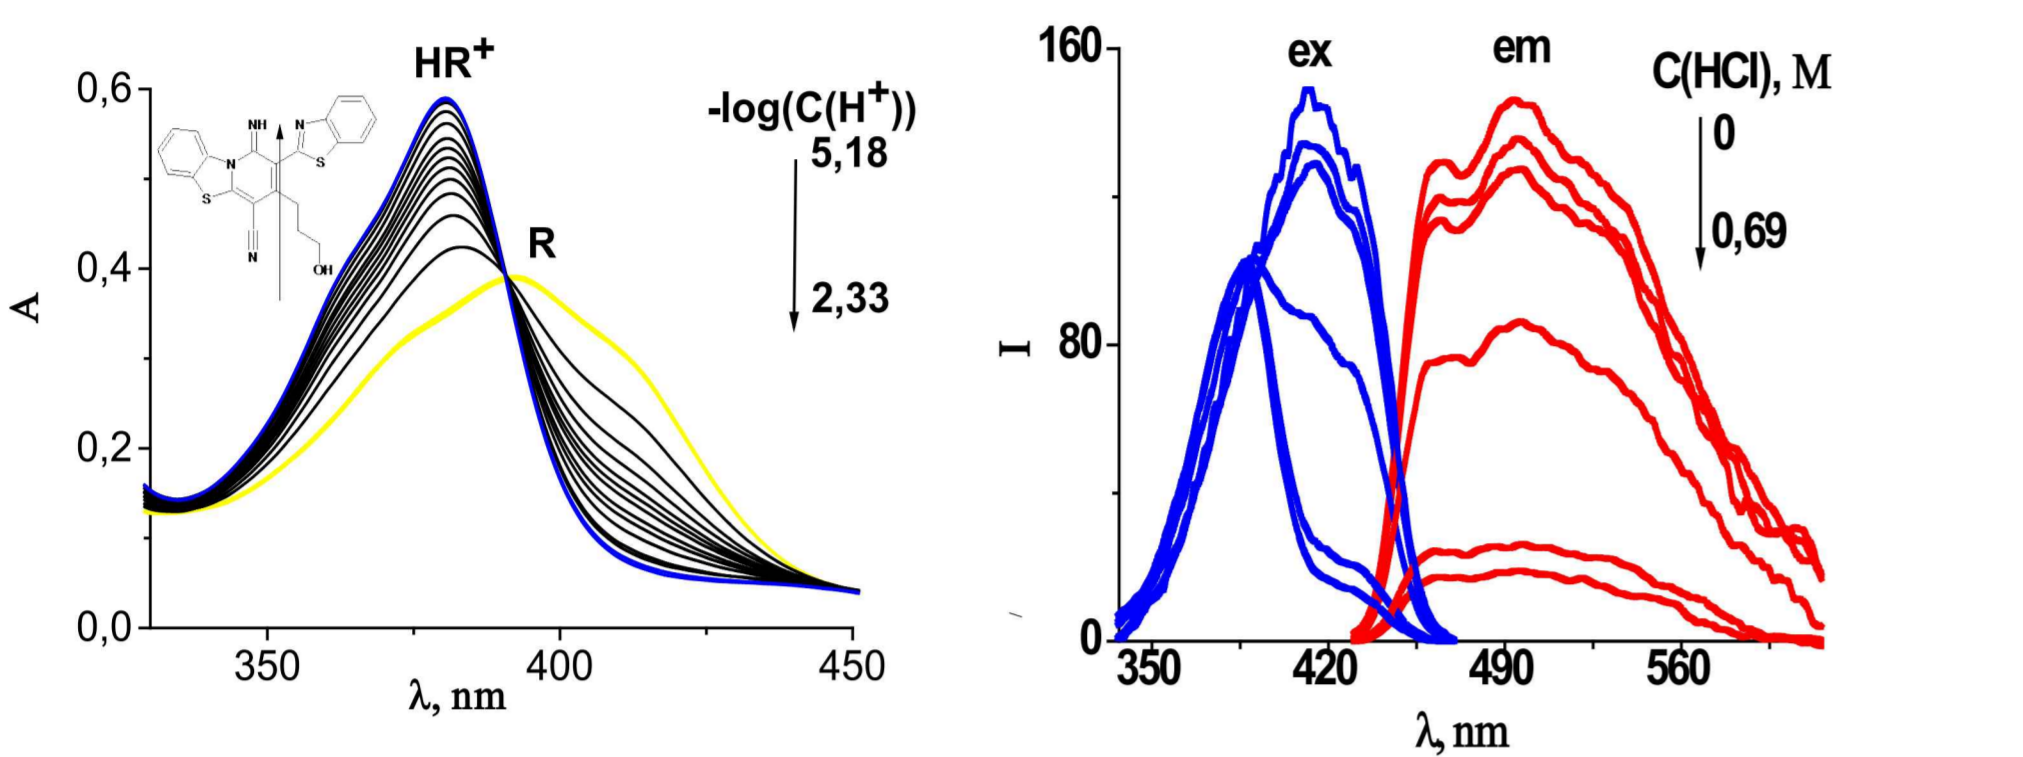 HR+
0,6
-log(C(H+))
5,18
NH
N
N
S
S
R
0,4
N
OH
2,33
A
0,2
0,0
350
400
450
λ, nm
160
ex
em
C(HCl), M
0
0,69
I
80
0
350
420
490
560
λ, nm